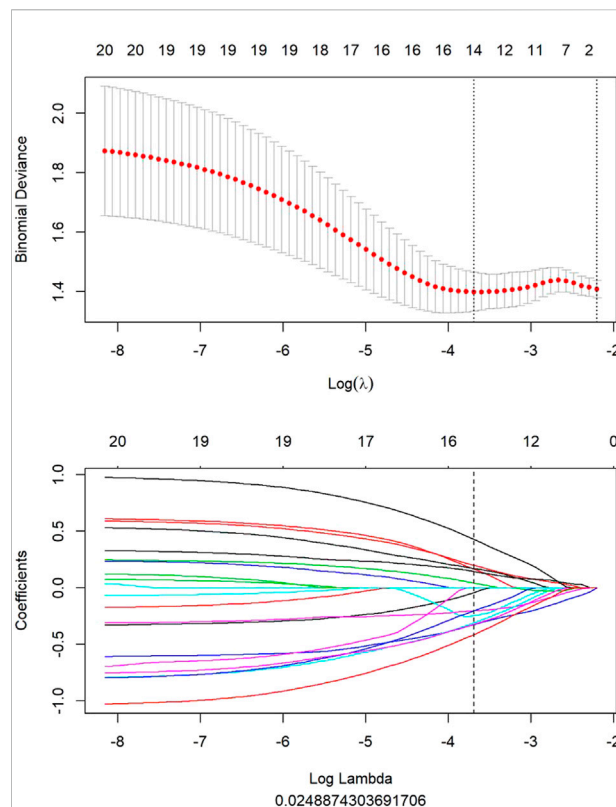 20 20 19 19 19 19 19 18 17 16 16 16 14 12 11 7 2
Binomial Deviance
2.0
1.8
1.6
1.4
-8 -7 -6 -5 -4 -3 -2
Log(λ)
20 19 19 17 16 12 0
Coefficients
1.0
0.5
0.0
-0.5
-1.0
-8 -7 -6 -5 -4 -3 -2
Log Lambda
0.0248874303691706